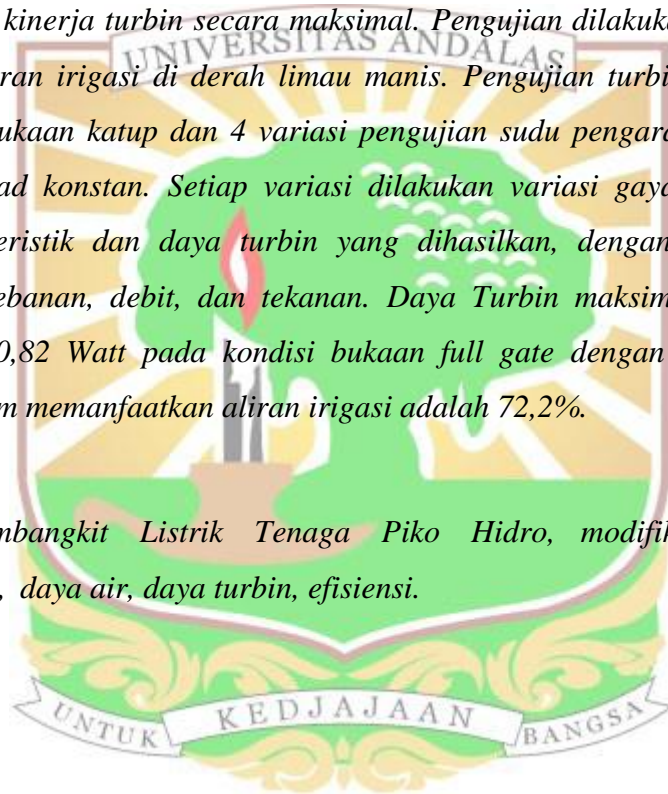 kinerja turbin secara maksimal. Pengujian dilakuka
UNIVERSITAS ANDALAS
ran irigasi di derah limau manis. Pengujian turbi
ukaan katup dan 4 variasi pengujian sudu pengara
ad konstan. Setiap variasi dilakukan variasi gaya
eristik dan daya turbin yang dihasilkan, dengan
ebanan, debit, dan tekanan. Daya Turbin maksim
0,82 Watt pada kondisi bukaan full gate dengan
m memanfaatkan aliran irigasi adalah 72,2%.
mbangkit Listrik Tenaga Piko Hidro, modifik
, daya air, daya turbin, efisiensi.
UNTUK KEDJAJAAN BANGSA